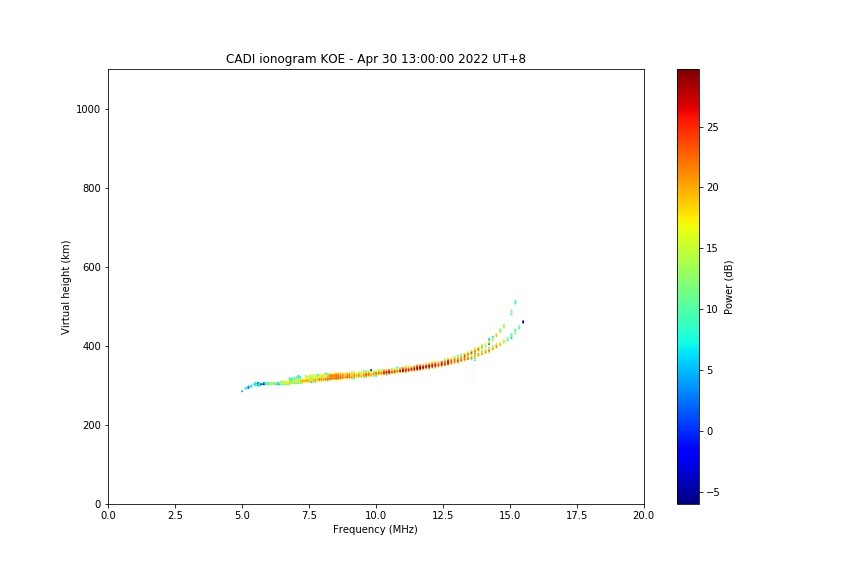 CADI ionogram KOE - Apr 30 13:00:00 2022 UT+8
1000
800
600
400
200
0
Virtual height (km)
0.0 2.5 5.0 7.5 10.0 12.5 15.0 17.5 20.0
Frequency (MHz)
25
20
15
10
5
0
−5
Power (dB)